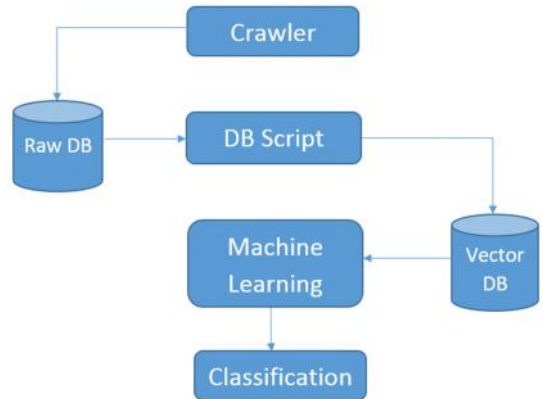 Crawler
Raw DB
DB Script
Machine
Learning
Vector
DB
Classification